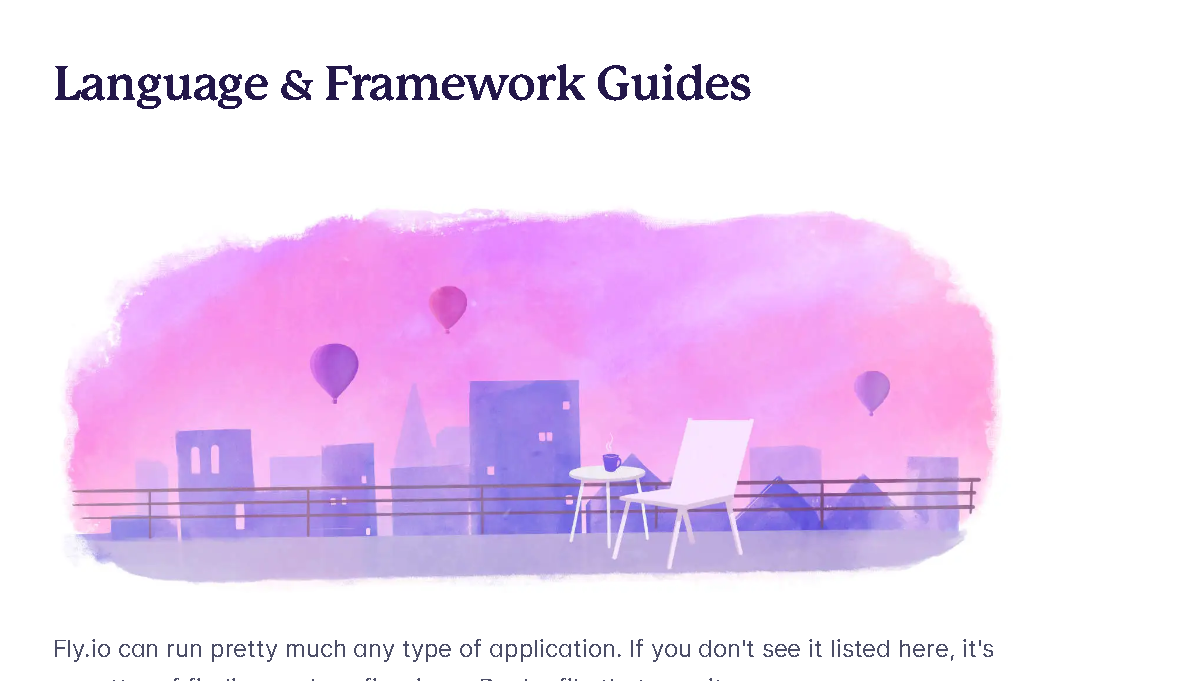 Language & Framework Guides
Fly.io can run pretty much any type of application. If you don't see it listed here, it's